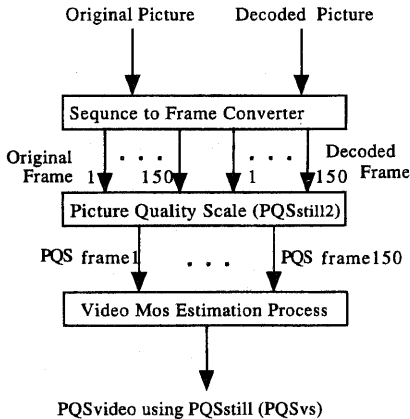 Original Picture Decoded Picture
Sequnce to Frame Converter
Original Frame 1 . . . 150 1 . . . 150 Decoded Frame
Picture Quality Scale (PQSstill2)
PQS frame1 . . . PQS frame150
Video Mos Estimation Process
PQSvideo using PQSstill (PQSvs)